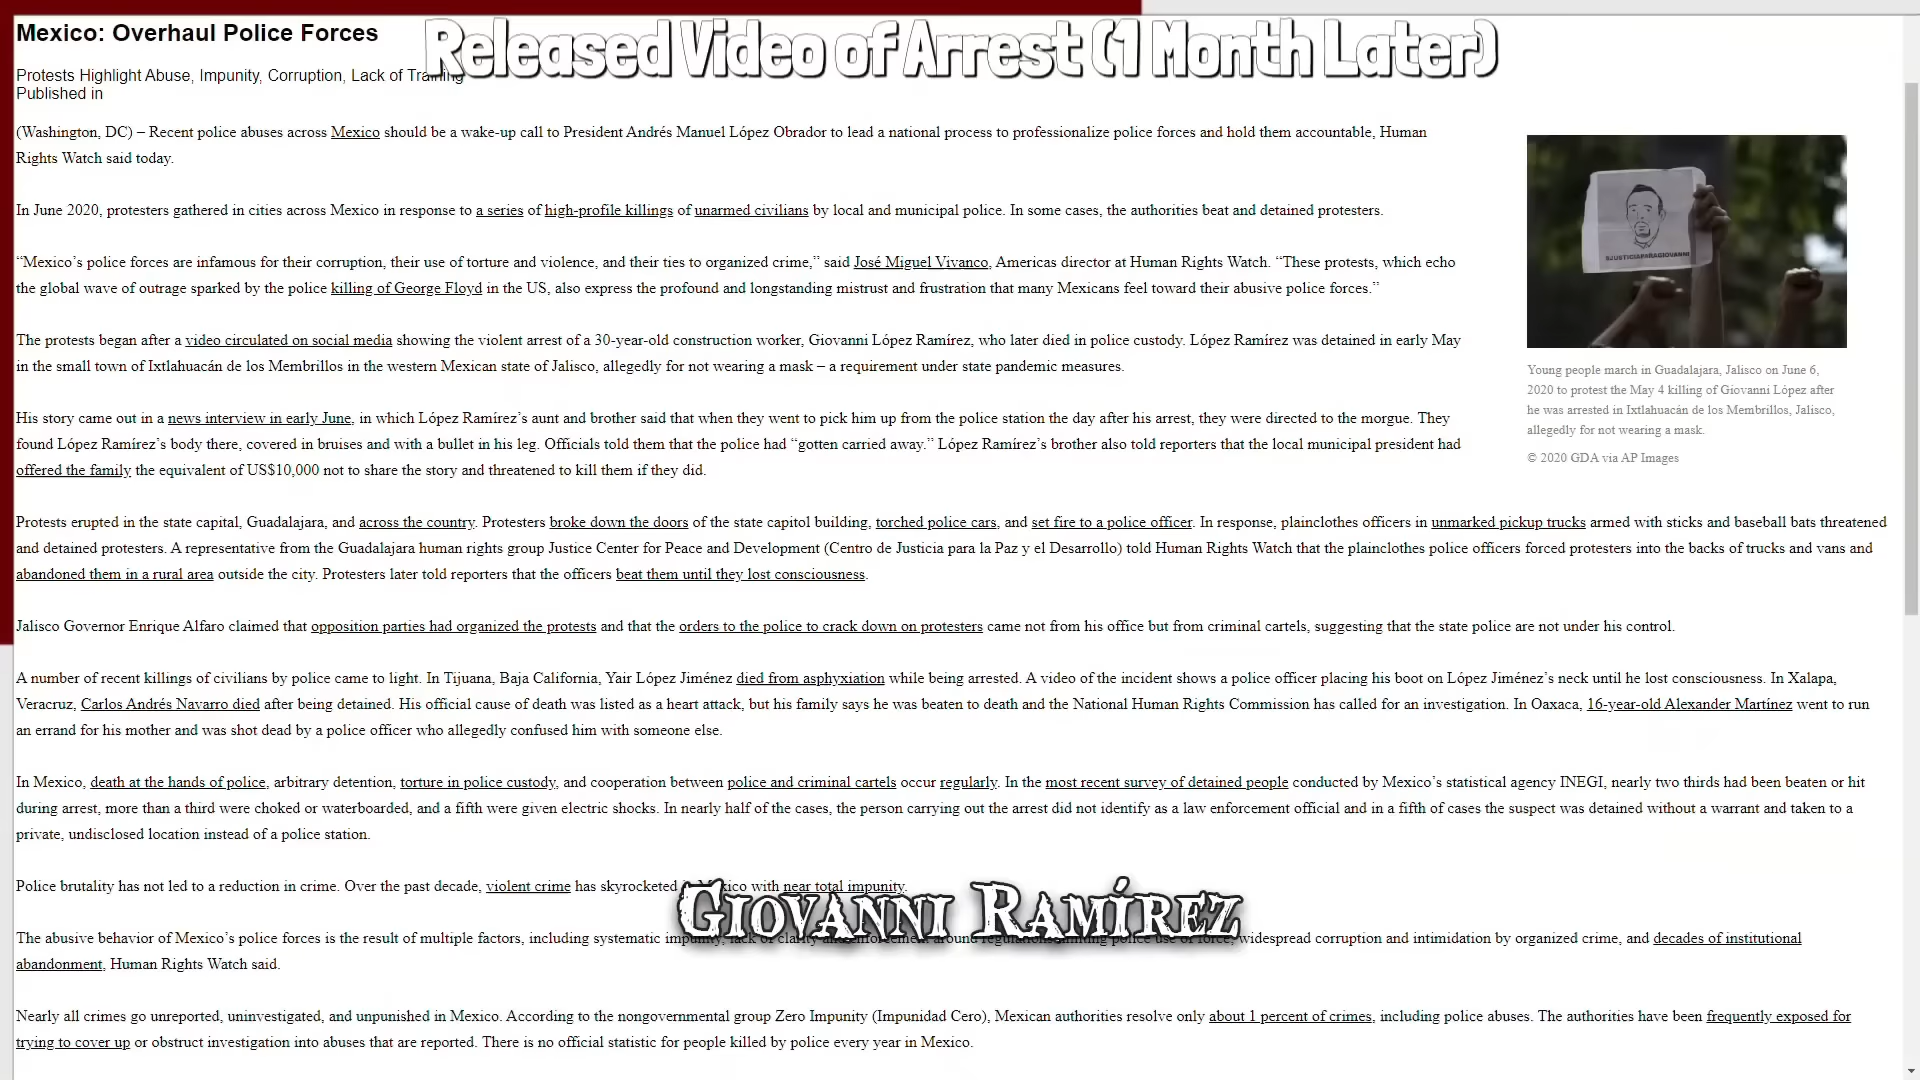 Released Video of Arrest (1 Month Later)
Mexico: Overhaul Police Forces
Protests Highlight Abuse, Impunity, Corruption, Lack of Training
Published in
(Washington, DC) – Recent police abuses across Mexico should be a wake-up call to President Andrés Manuel López Obrador to lead a national process to professionalize police forces and hold them accountable, Human
Rights Watch said today.
In June 2020, protesters gathered in cities across Mexico in response to a series of high-profile killings of unarmed civilians by local and municipal police. In some cases, the authorities beat and detained protesters.
“Mexico’s police forces are infamous for their corruption, their use of torture and violence, and their ties to organized crime,” said José Miguel Vivanco, Americas director at Human Rights Watch. “These protests, which echo
the global wave of outrage sparked by the police killing of George Floyd in the US, also express the profound and longstanding mistrust and frustration that many Mexicans feel toward their abusive police forces.”
The protests began after a video circulated on social media showing the violent arrest of a 30-year-old construction worker, Giovanni López Ramírez, who later died in police custody. López Ramírez was detained in early May
in the small town of Ixtlahuacán de los Membrillos in the western Mexican state of Jalisco, allegedly for not wearing a mask – a requirement under state pandemic measures.
His story came out in a news interview in early June, in which López Ramírez’s aunt and brother said that when they went to pick him up from the police station the day after his arrest, they were directed to the morgue. They
found López Ramírez’s body there, covered in bruises and with a bullet in his leg. Officials told them that the police had “gotten carried away.” López Ramírez’s brother also told reporters that the local municipal president had
offered the family the equivalent of US$10,000 not to share the story and threatened to kill them if they did.
#JUSTICIAPARAGIOVANNI
Young people march in Guadalajara, Jalisco on June 6,
2020 to protest the May 4 killing of Giovanni López after
he was arrested in Ixtlahuacán de los Membrillos, Jalisco,
allegedly for not wearing a mask.
© 2020 GDA via AP Images
Protests erupted in the state capital, Guadalajara, and across the country. Protesters broke down the doors of the state capitol building, torched police cars, and set fire to a police officer. In response, plainclothes officers in unmarked pickup trucks armed with sticks and baseball bats threatened
and detained protesters. A representative from the Guadalajara human rights group Justice Center for Peace and Development (Centro de Justicia para la Paz y el Desarrollo) told Human Rights Watch that the plainclothes police officers forced protesters into the backs of trucks and vans and
abandoned them in a rural area outside the city. Protesters later told reporters that the officers beat them until they lost consciousness.
Jalisco Governor Enrique Alfaro claimed that opposition parties had organized the protests and that the orders to the police to crack down on protesters came not from his office but from criminal cartels, suggesting that the state police are not under his control.
A number of recent killings of civilians by police came to light. In Tijuana, Baja California, Yair López Jiménez died from asphyxiation while being arrested. A video of the incident shows a police officer placing his boot on López Jiménez’s neck until he lost consciousness. In Xalapa,
Veracruz, Carlos Andrés Navarro died after being detained. His official cause of death was listed as a heart attack, but his family says he was beaten to death and the National Human Rights Commission has called for an investigation. In Oaxaca, 16-year-old Alexander Martínez went to run
an errand for his mother and was shot dead by a police officer who allegedly confused him with someone else.
In Mexico, death at the hands of police, arbitrary detention, torture in police custody, and cooperation between police and criminal cartels occur regularly. In the most recent survey of detained people conducted by Mexico’s statistical agency INEGI, nearly two thirds had been beaten or hit
during arrest, more than a third were choked or waterboarded, and a fifth were given electric shocks. In nearly half of the cases, the person carrying out the arrest did not identify as a law enforcement official and in a fifth of cases the suspect was detained without a warrant and taken to a
private, undisclosed location instead of a police station.
Police brutality has not led to a reduction in crime. Over the past decade, violent crime has skyrocketed in Mexico with near total impunity.
Giovanni Ramírez
The abusive behavior of Mexico’s police forces is the result of multiple factors, including systematic impunity, lack of clarity and enforcement around regulations limiting police use of force, widespread corruption and intimidation by organized crime, and decades of institutional
abandonment, Human Rights Watch said.
Nearly all crimes go unreported, uninvestigated, and unpunished in Mexico. According to the nongovernmental group Zero Impunity (Impunidad Cero), Mexican authorities resolve only about 1 percent of crimes, including police abuses. The authorities have been frequently exposed for
trying to cover up or obstruct investigation into abuses that are reported. There is no official statistic for people killed by police every year in Mexico.